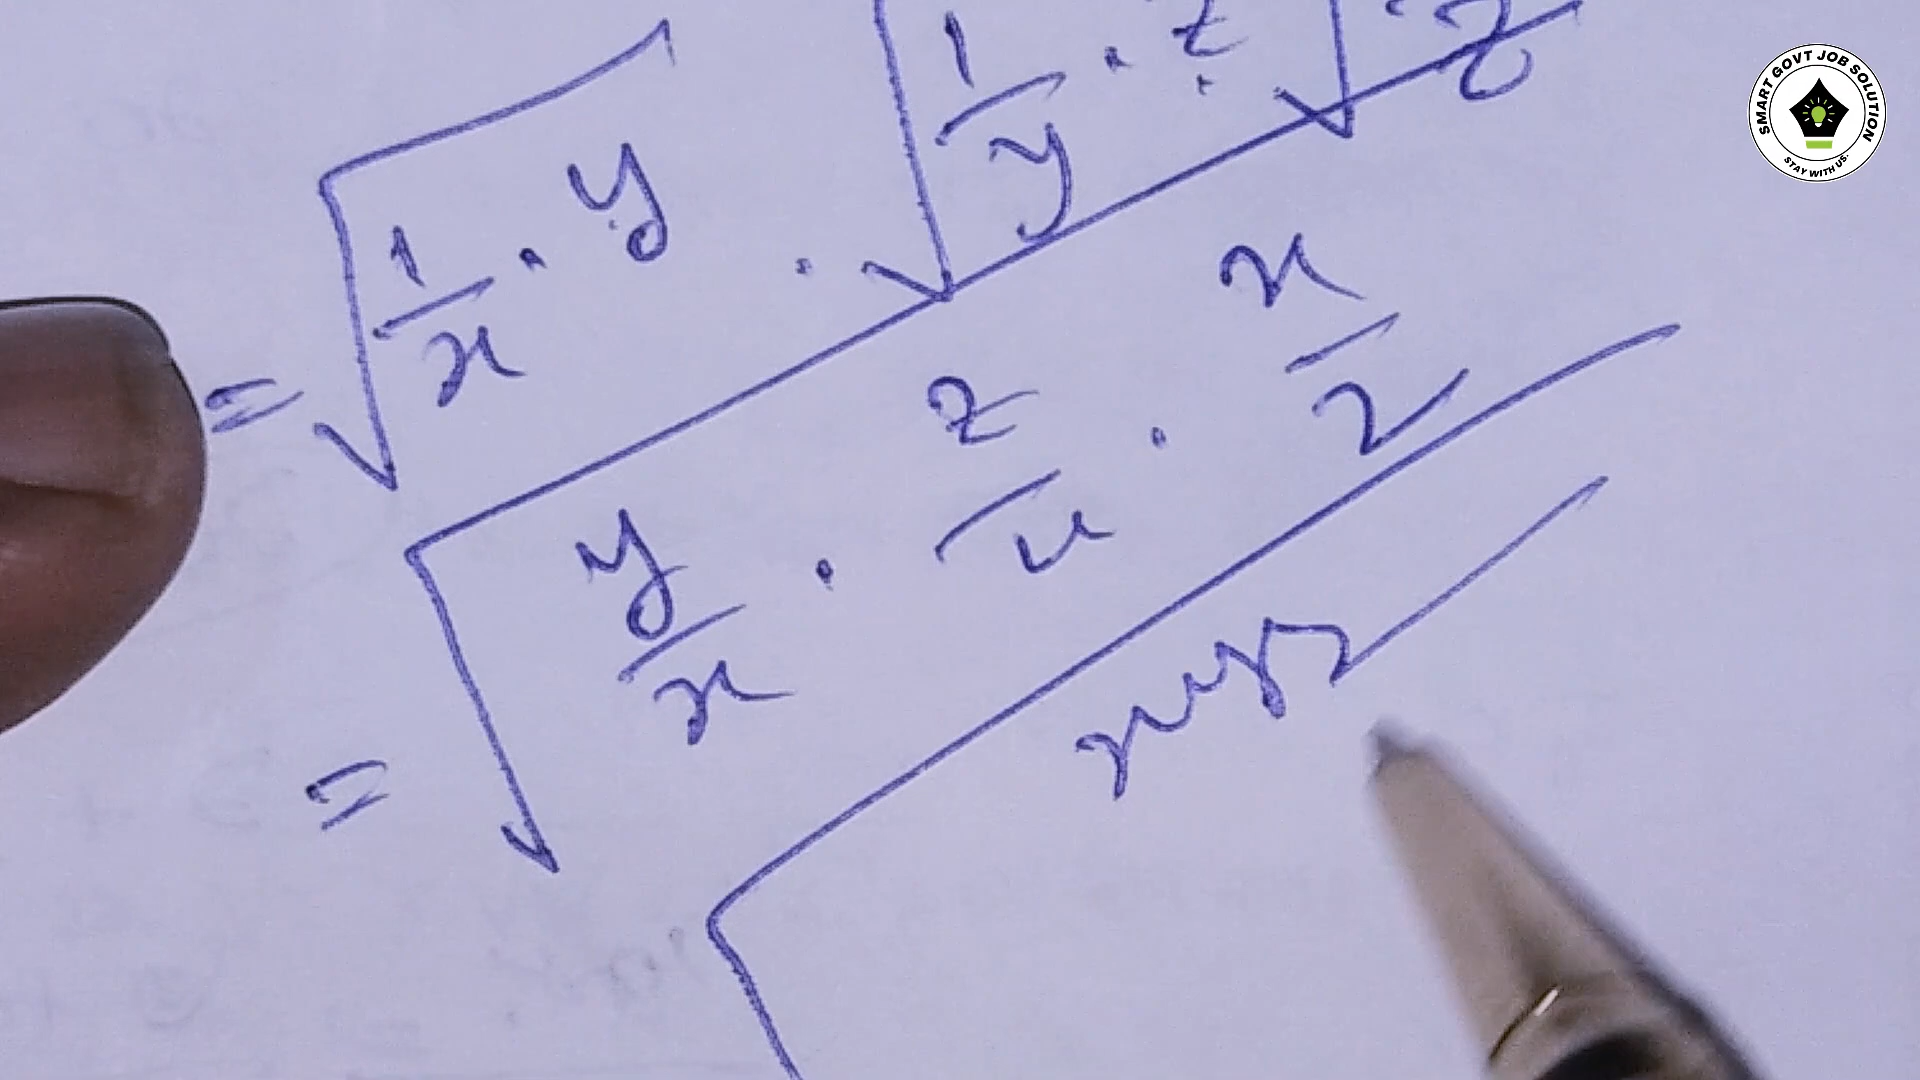 SMART GOVT JOB SOLUTION
STAY WITH US.
= √(1/x · y) · √(1/y · z) √
= √(y/x · z/y · x/z)
xyz